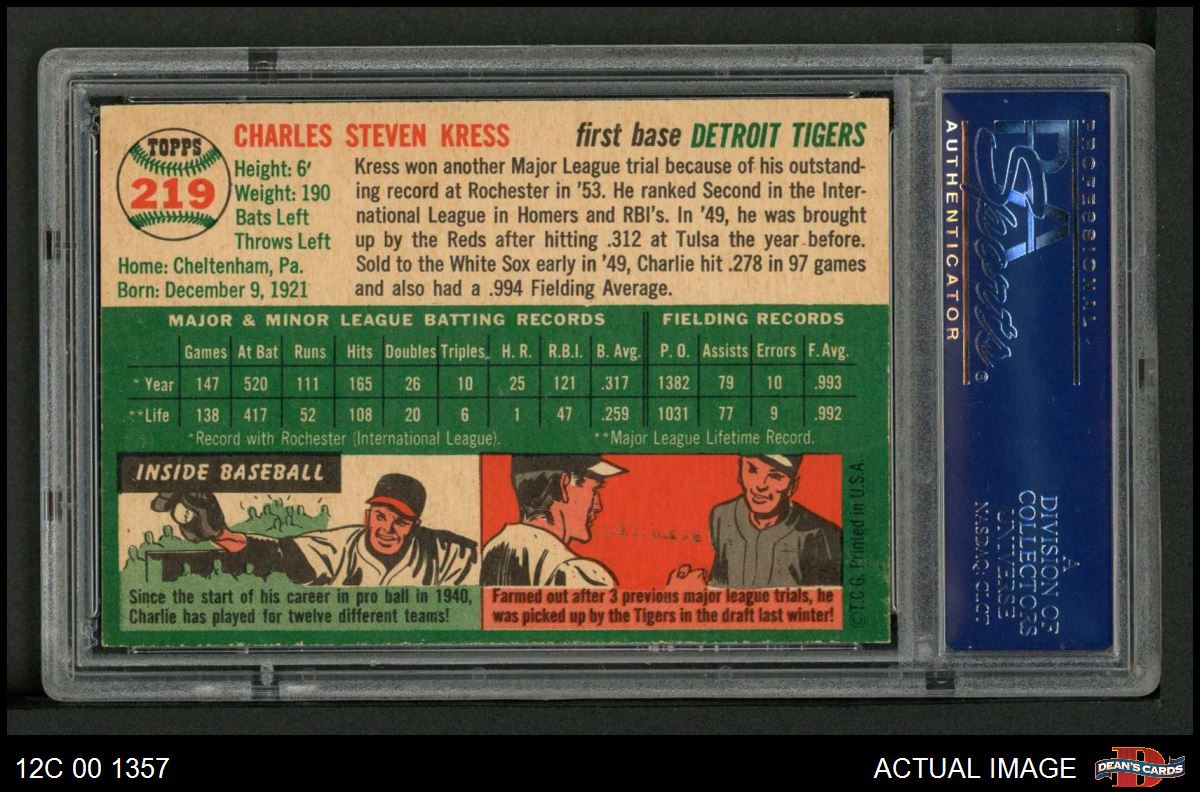 TOPPS
219
CHARLES STEVEN KRESS first base DETROIT TIGERS
Height: 6'
Weight: 190
Bats Left
Throws Left
Home: Cheltenham, Pa.
Born: December 9, 1921
Kress won another Major League trial because of his outstand-
ing record at Rochester in '53. He ranked Second in the Inter-
national League in Homers and RBI's. In '49, he was brought
up by the Reds after hitting .312 at Tulsa the year before.
Sold to the White Sox early in '49, Charlie hit .278 in 97 games
and also had a .994 Fielding Average.
MAJOR & MINOR LEAGUE BATTING RECORDS FIELDING RECORDS
Games At Bat Runs Hits Doubles Triples H. R. R.B.I. B. Avg. P. O. Assists Errors F. Avg.
*Year 147 520 111 165 26 10 25 121 .317 1382 79 10 .993
**Life 138 417 52 108 20 6 1 47 .259 1031 77 9 .992
*Record with Rochester (International League). **Major League Lifetime Record.
INSIDE BASEBALL
Since the start of his career in pro ball in 1940,
Charlie has played for twelve different teams!
Farmed out after 3 previous major league trials, he
was picked up by the Tigers in the draft last winter!
© T.C.G. Printed in U.S.A.
PROFESSIONAL
PSA
Sports
®
AUTHENTICATOR
A
DIVISION OF
COLLECTORS
UNIVERSE
NASDAQ: CLCT
12C 00 1357
ACTUAL IMAGE
DEAN'S CARDS